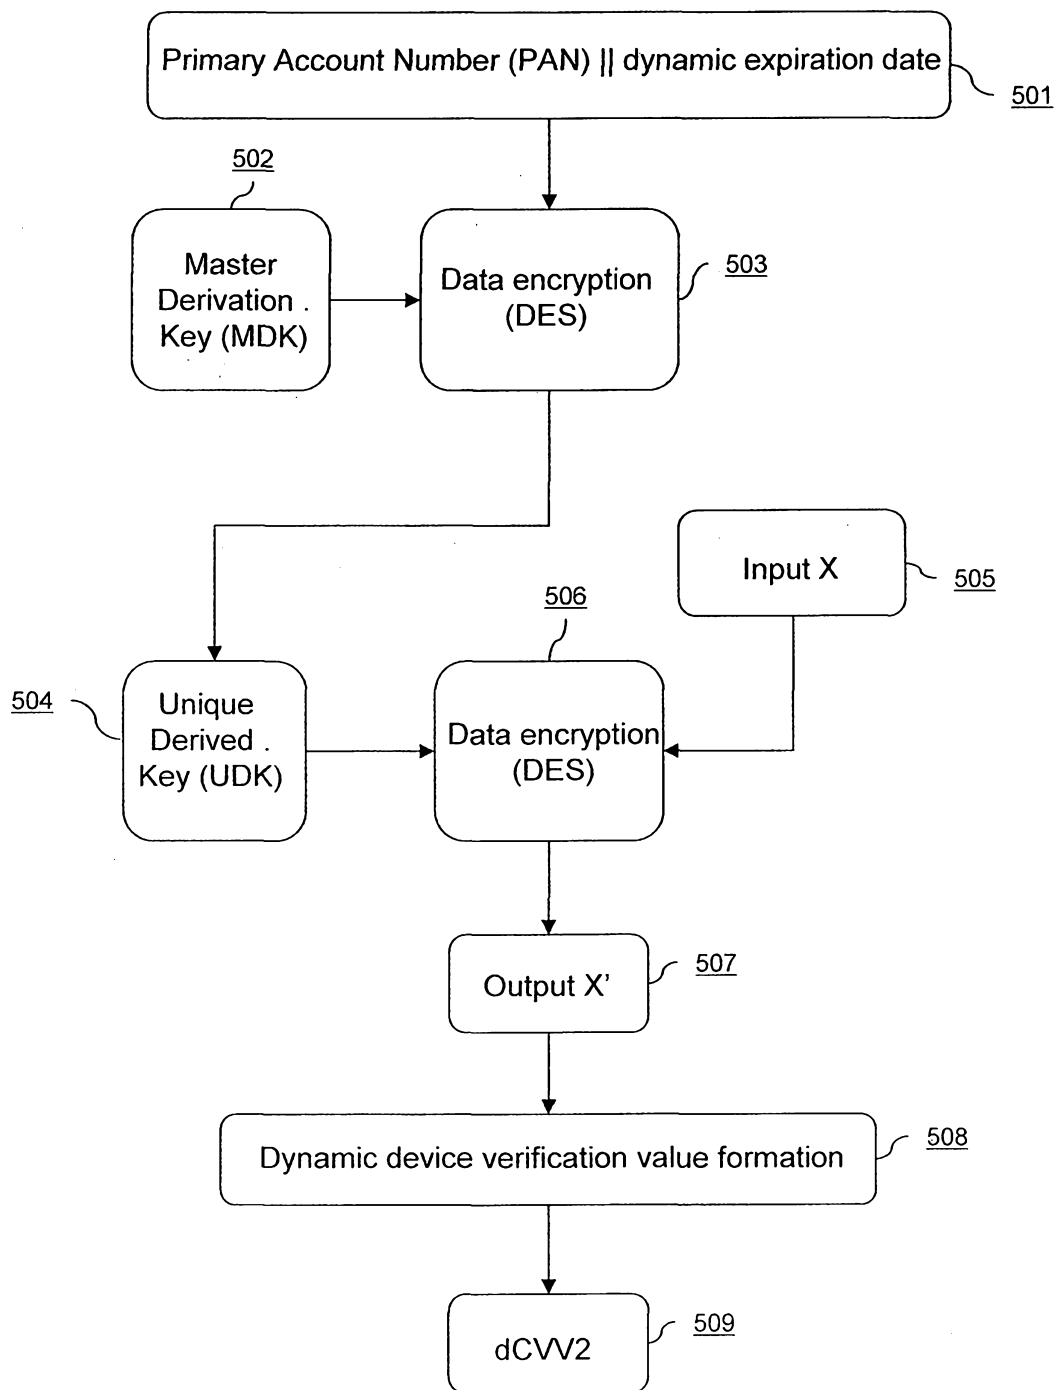 Primary Account Number (PAN) || dynamic expiration date
501
502
Master
Derivation .
Key (MDK)
Data encryption
(DES)
503
Input X
505
506
504
Unique
Derived .
Key (UDK)
Data encryption
(DES)
Output X’
507
Dynamic device verification value formation
508
dCVV2
509